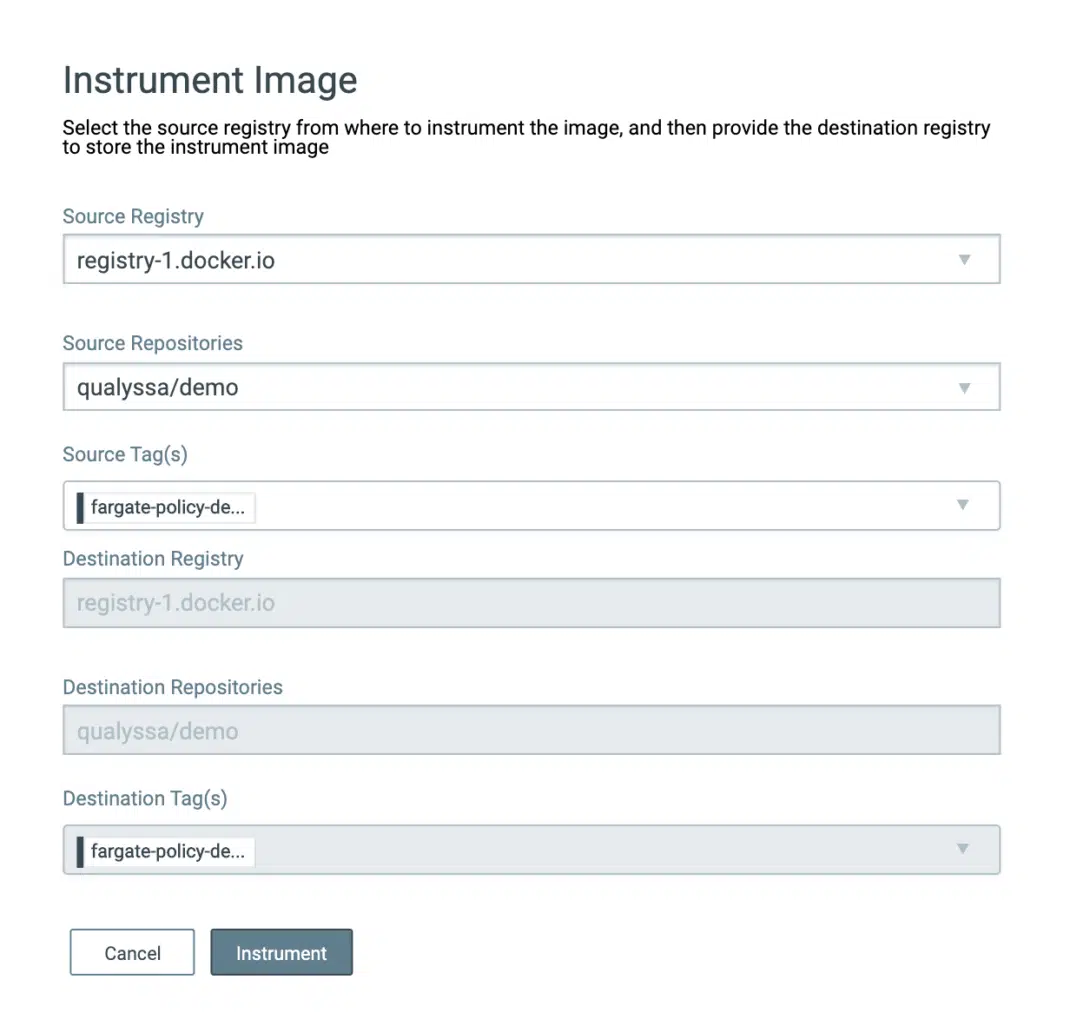 Instrument Image
Select the source registry from where to instrument the image, and then provide the destination registry
to store the instrument image
Source Registry
registry-1.docker.io
Source Repositories
qualyssa/demo
Source Tag(s)
fargate-policy-de...
Destination Registry
registry-1.docker.io
Destination Repositories
qualyssa/demo
Destination Tag(s)
fargate-policy-de...
Cancel Instrument